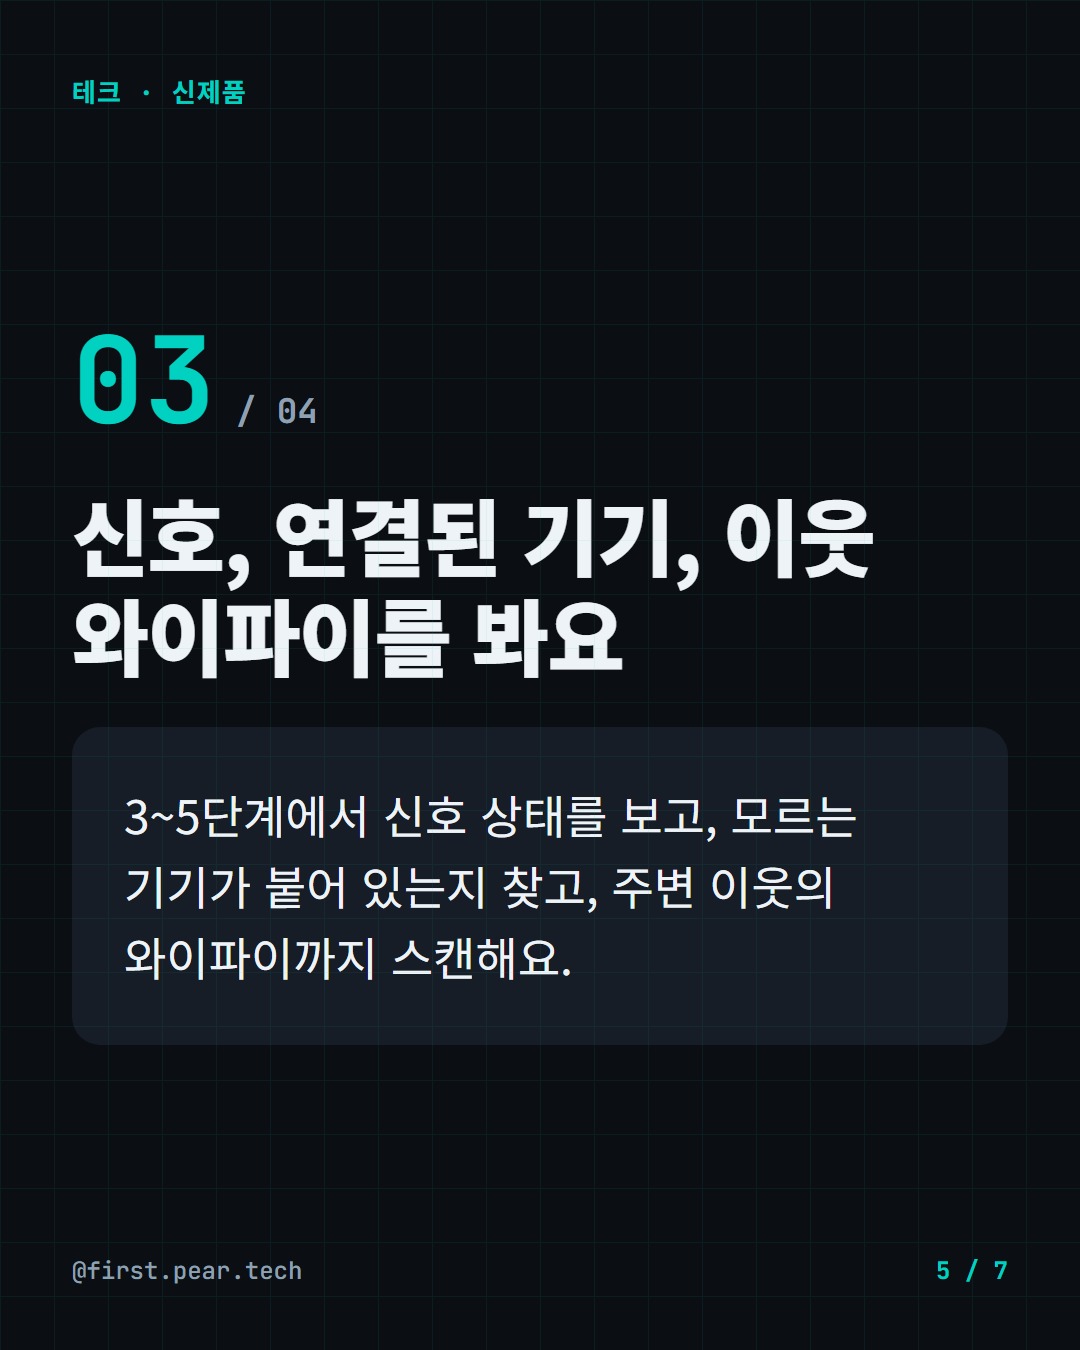 테크 · 신제품
03 / 04
신호, 연결된 기기, 이웃
와이파이를 봐요
3~5단계에서 신호 상태를 보고, 모르는
기기가 붙어 있는지 찾고, 주변 이웃의
와이파이까지 스캔해요.
@first.pear.tech
5 / 7